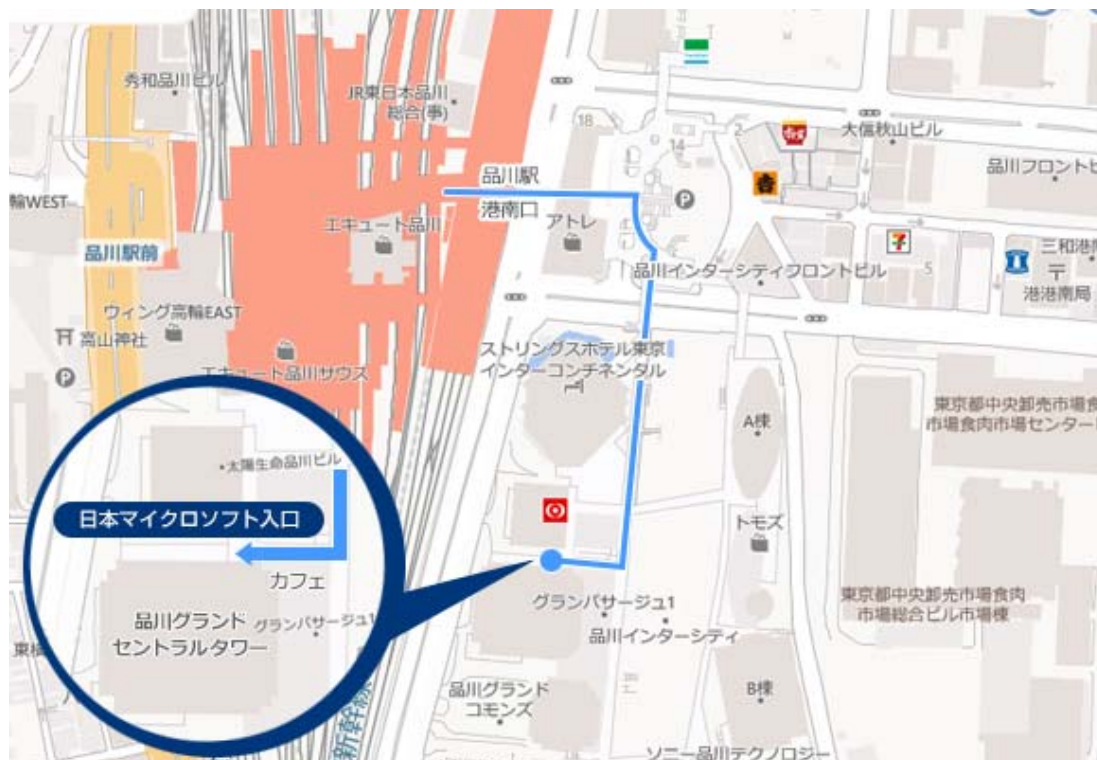 秀和品川ビル
JR東日本品川
総合(事)
18
14
2
大信秋山ビル
品川フロントビ
輪WEST
品川駅
港南口
エキュート品川
アトレ
P
品川駅前
品川インターシティフロントビル
7
5
三和港南
港港南局
ウィング高輪EAST
高山神社
P
エキュート品川サウス
ストリングスホテル東京
インターコンチネンタル
A棟
東京都中央卸売市場食
市場食肉市場センター
太陽生命品川ビル
日本マイクロソフト入口
カフェ
トモズ
品川グランド
セントラルタワー
グランパサージュ1
グランパサージュ1
品川インターシティ
東京都中央卸売市場食肉
市場総合ビル市場棟
品川グランド
コモンズ
B棟
新幹線
ソニー品川テクノロジー